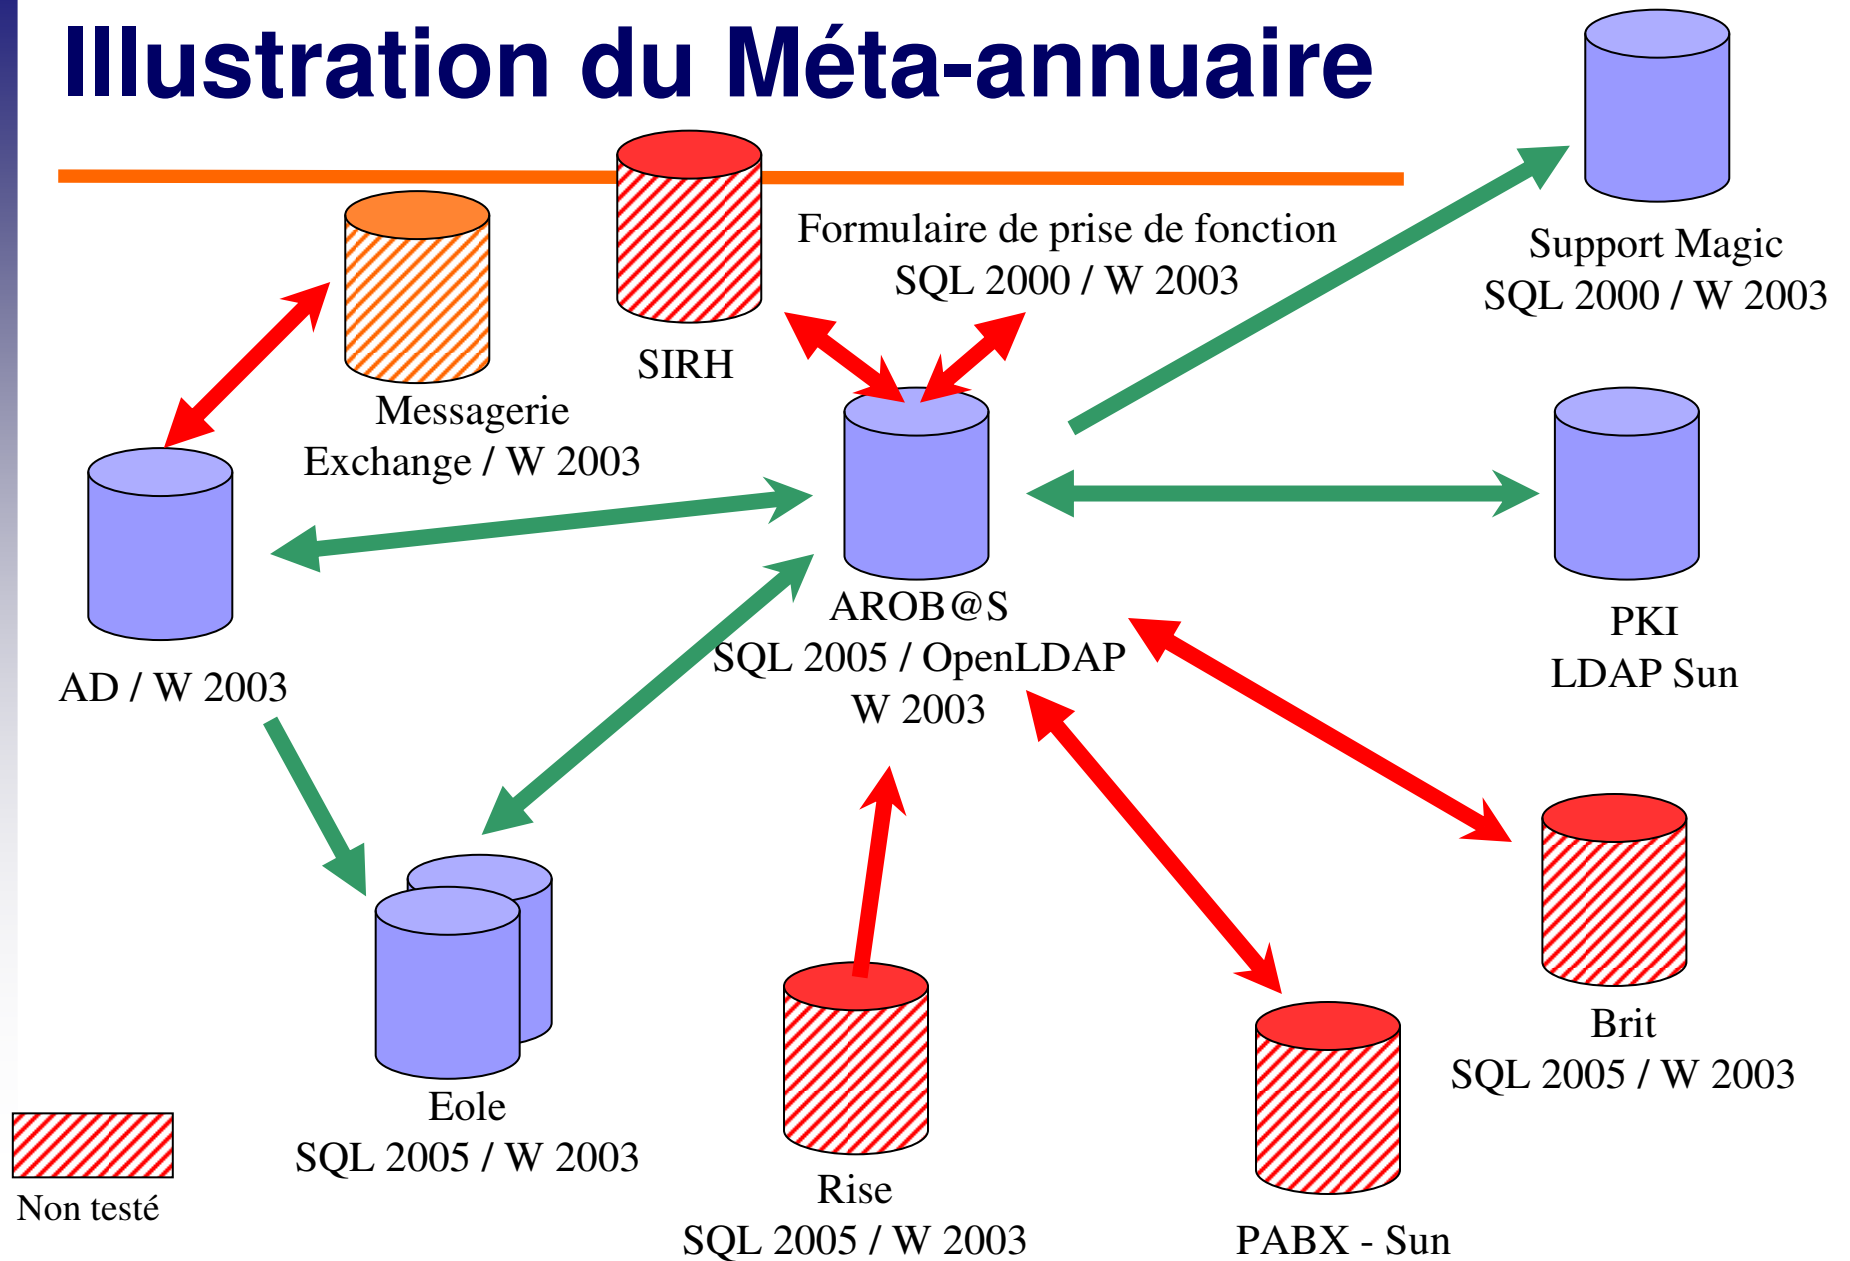 Illustration du Méta-annuaire
Formulaire de prise de fonction
SQL 2000 / W 2003
Support Magic
SQL 2000 / W 2003
SIRH
Messagerie
Exchange / W 2003
AROB@S
SQL 2005 / OpenLDAP
W 2003
PKI
LDAP Sun
AD / W 2003
Brit
SQL 2005 / W 2003
Eole
SQL 2005 / W 2003
Rise
SQL 2005 / W 2003
PABX - Sun
Non testé